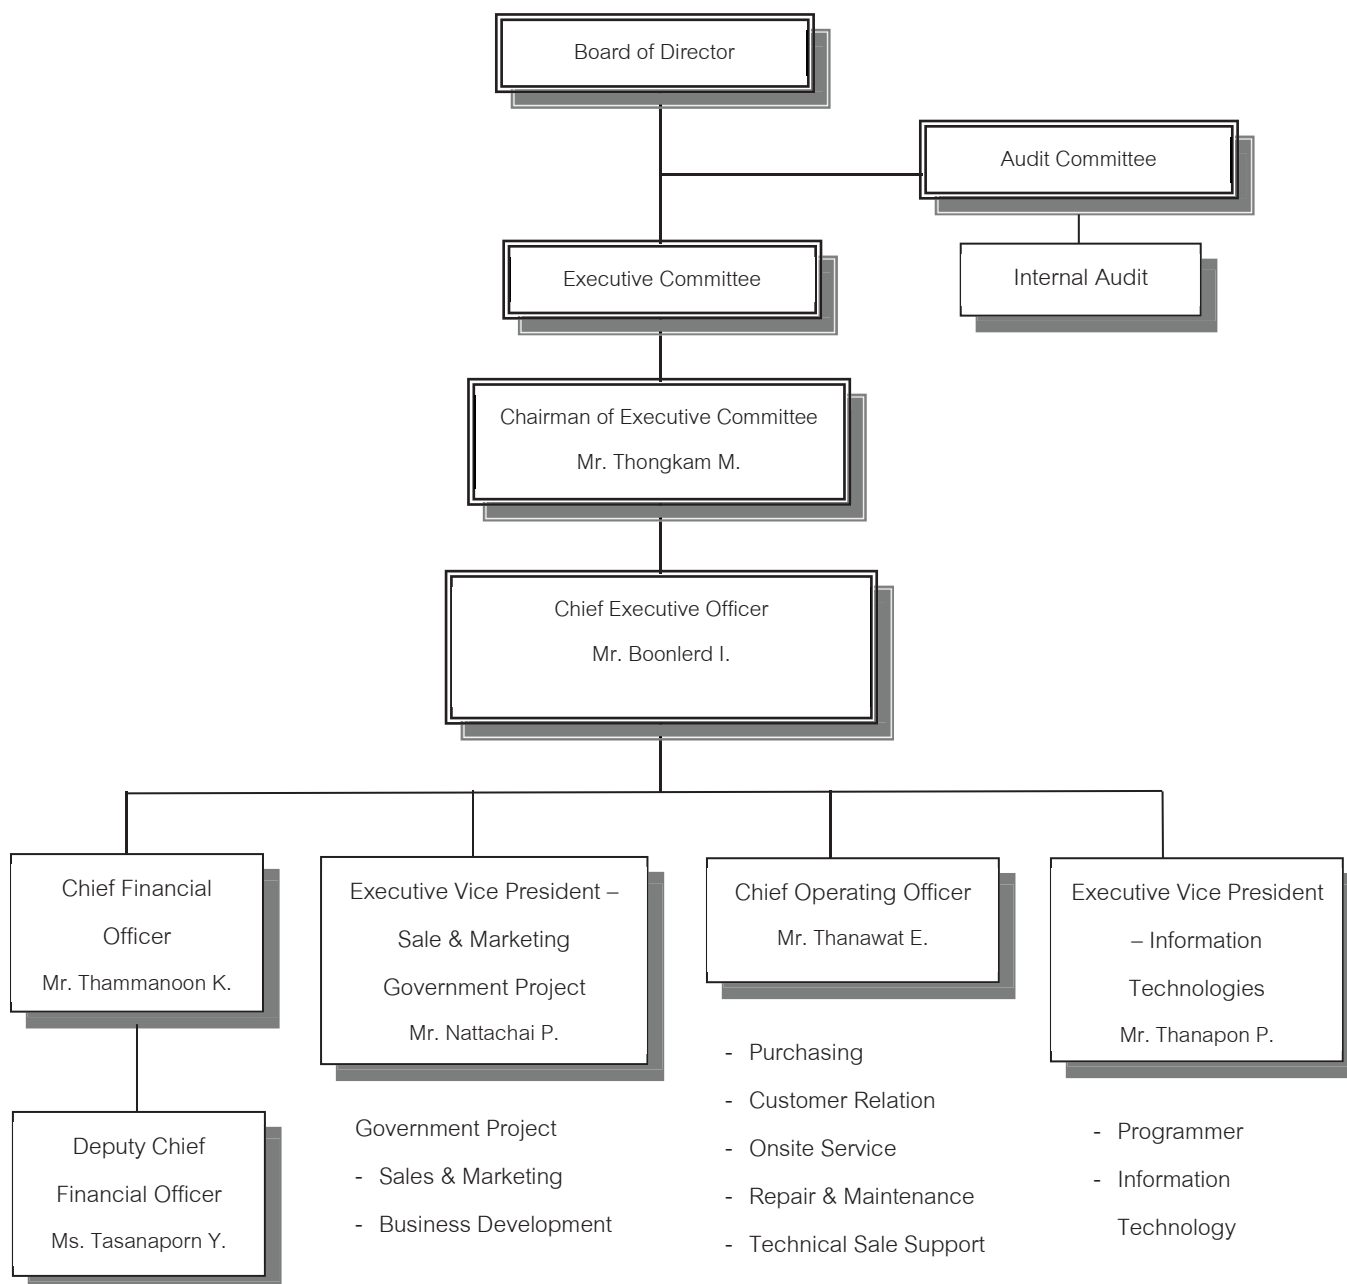 Board of Director
Audit Committee
Executive Committee
Internal Audit
Chairman of Executive Committee
Mr. Thongkam M.
Chief Executive Officer
Mr. Boonlerd I.
Chief Financial
Officer
Mr. Thammanoon K.
Executive Vice President –
Sale & Marketing
Government Project
Mr. Nattachai P.
Chief Operating Officer
Mr. Thanawat E.
Executive Vice President
– Information
Technologies
Mr. Thanapon P.
Deputy Chief
Financial Officer
Ms. Tasanaporn Y.
Government Project
- Sales & Marketing
- Business Development
- Purchasing
- Customer Relation
- Onsite Service
- Repair & Maintenance
- Technical Sale Support
- Programmer
- Information
Technology